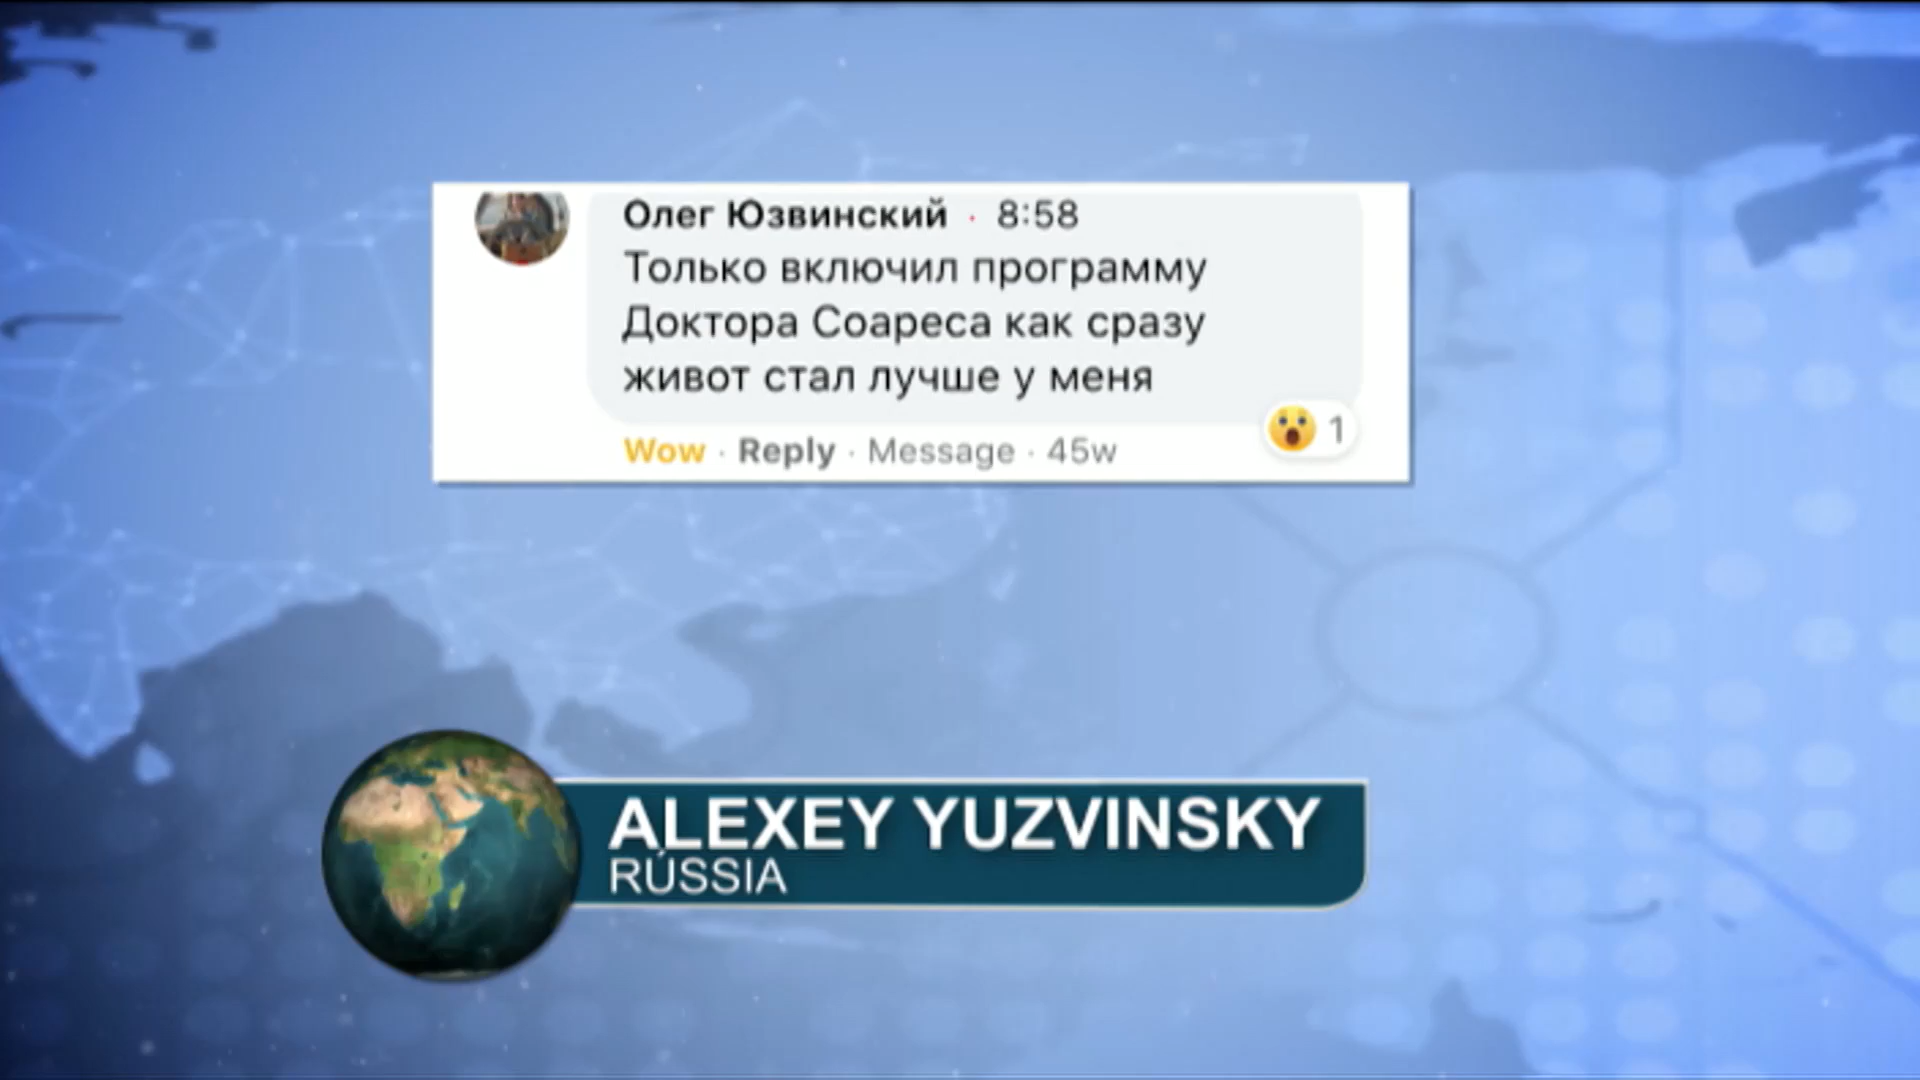 Олег Юзвинский · 8:58
Только включил программу
Доктора Соареса как сразу
живот стал лучше у меня
1
Wow · Reply · Message · 45w
ALEXEY YUZVINSKY
RÚSSIA